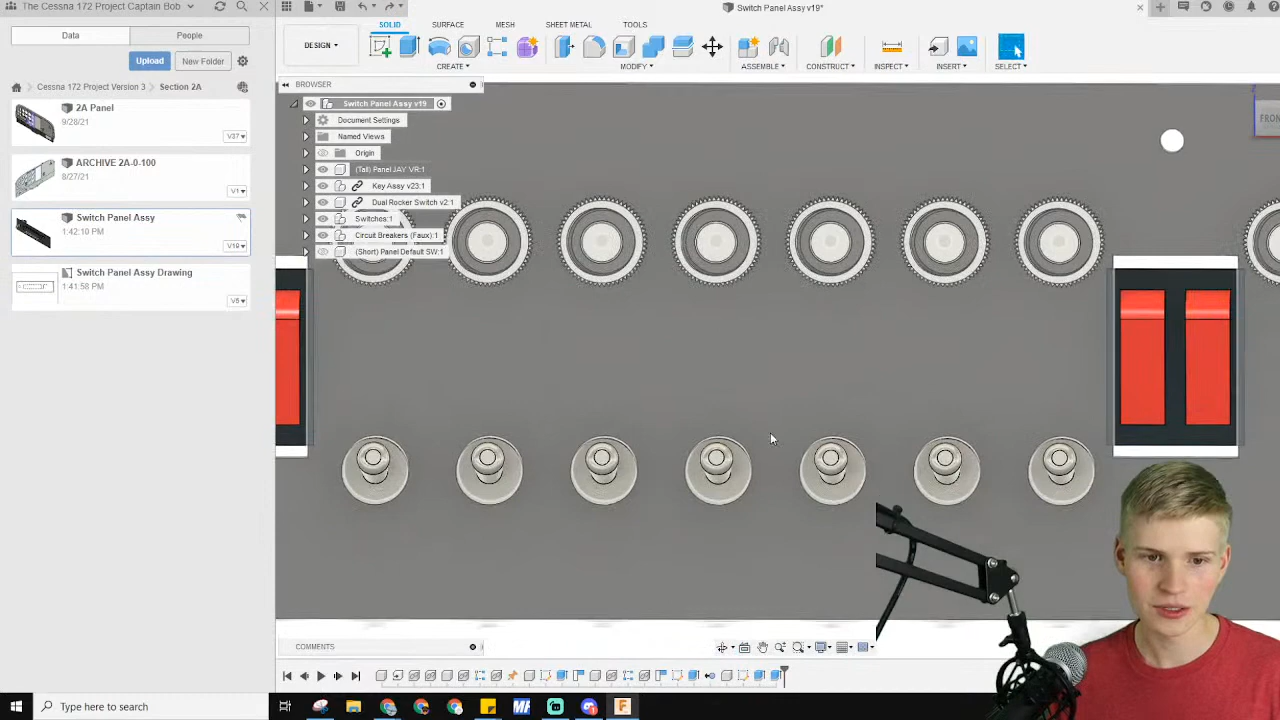 The Cessna 172 Project Captain Bob
Switch Panel Assy v19*
Data
People
Upload
New Folder
Cessna 172 Project Version 3
Section 2A
2A Panel
9/28/21
V37
ARCHIVE 2A-0-100
8/27/21
V1
Switch Panel Assy
1:42:10 PM
V19
Switch Panel Assy Drawing
1:41:58 PM
V5
DESIGN
SOLID
SURFACE
MESH
SHEET METAL
TOOLS
CREATE
MODIFY
ASSEMBLE
CONSTRUCT
INSPECT
INSERT
SELECT
BROWSER
Switch Panel Assy v19
Document Settings
Named Views
Origin
(Tail) Panel JAY VR:1
Key Assy v23:1
Dual Rocker Switch v2:1
Switches:1
Circuit Breakers (Faux):1
(Short) Panel Default SW:1
Z
FRON
COMMENTS
Type here to search